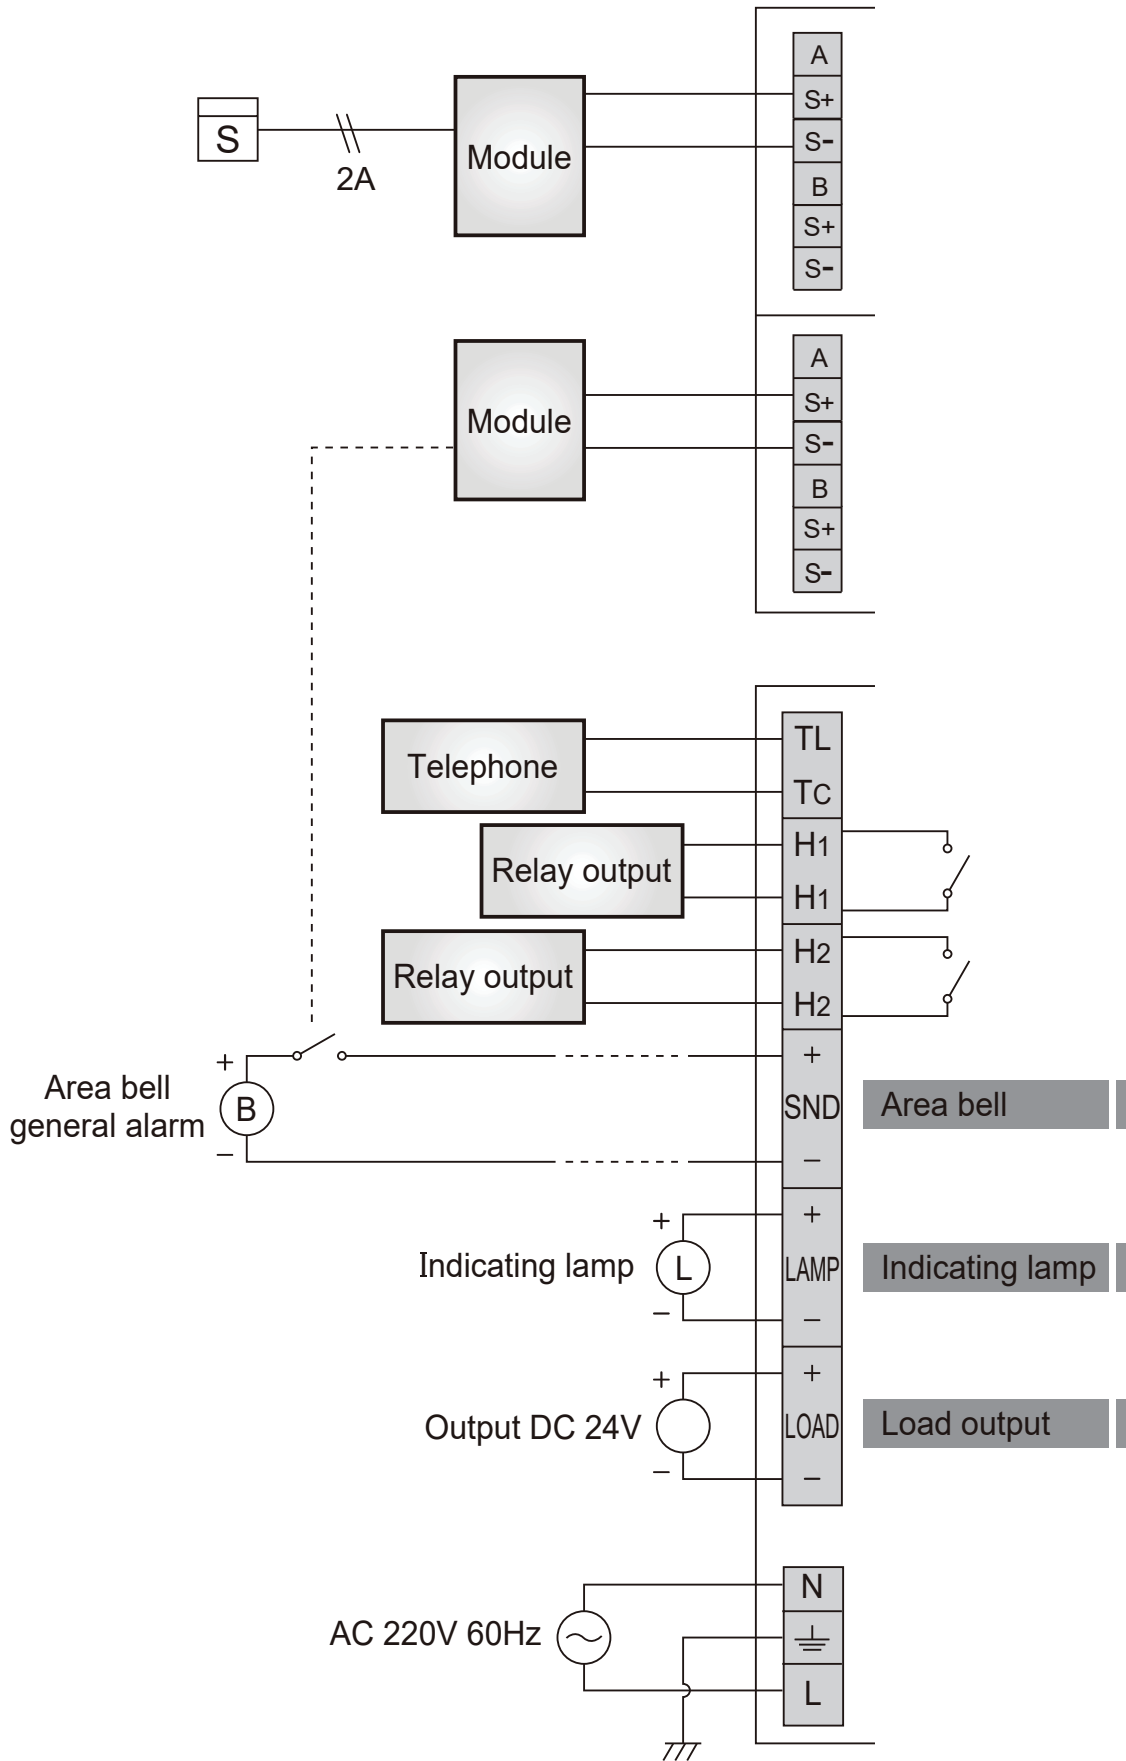 A
S+
S-
B
S+
S-
S
2A
Module
A
S+
S-
B
S+
S-
Module
Telephone
TL
TC
Relay output
H1
H1
Relay output
H2
H2
Area bell
general alarm
+
B
−
+
SND
−
Area bell
Indicating lamp
+
L
−
+
LAMP
−
Indicating lamp
Output DC 24V
+
−
+
LOAD
−
Load output
AC 220V 60Hz
N
L